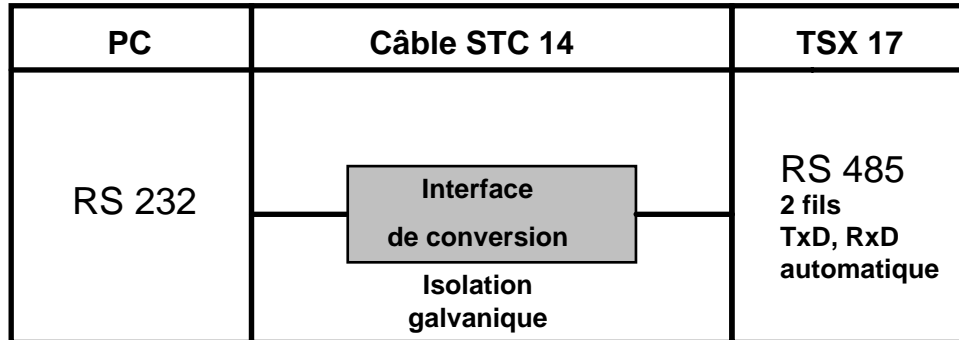 PC
Câble STC 14
TSX 17
RS 232
Interface
de conversion
Isolation
galvanique
RS 485
2 fils
TxD, RxD
automatique